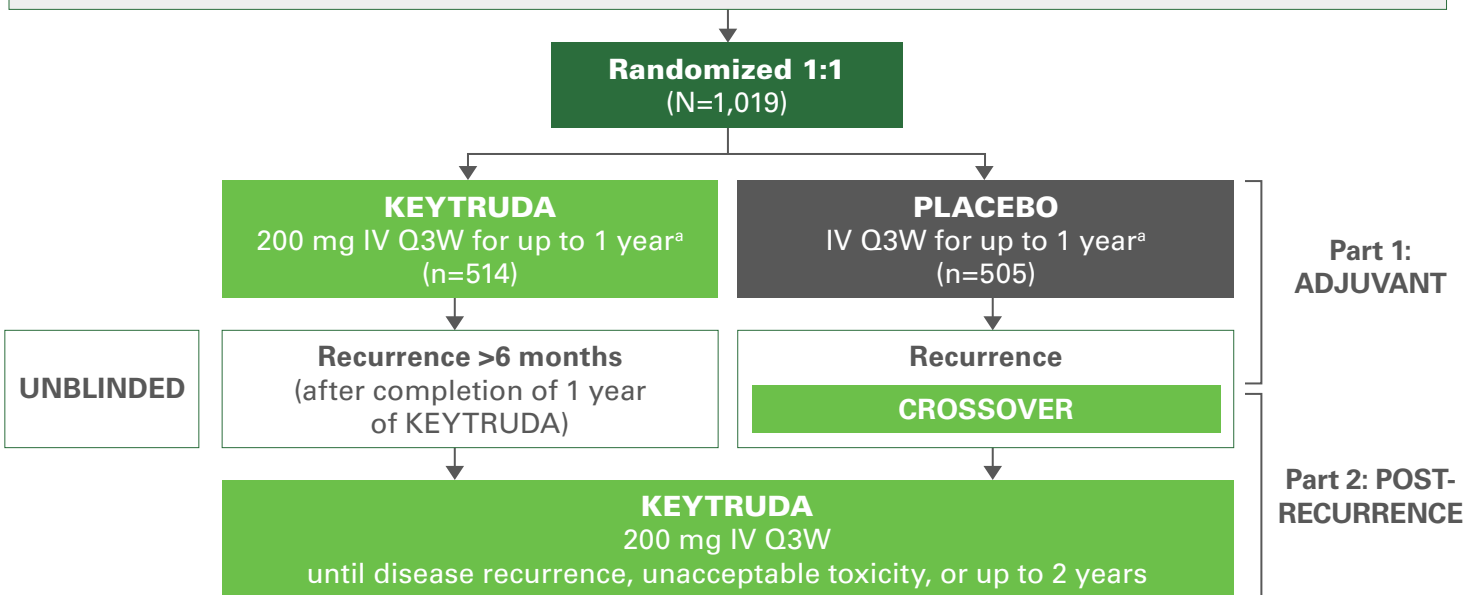 Randomized 1:1
(N=1,019)
KEYTRUDA
200 mg IV Q3W for up to 1 yearᵃ
(n=514)
PLACEBO
IV Q3W for up to 1 yearᵃ
(n=505)
Part 1:
ADJUVANT
UNBLINDED
Recurrence >6 months
(after completion of 1 year
of KEYTRUDA)
Recurrence
CROSSOVER
KEYTRUDA
200 mg IV Q3W
until disease recurrence, unacceptable toxicity, or up to 2 years
Part 2: POST-
RECURRENCE